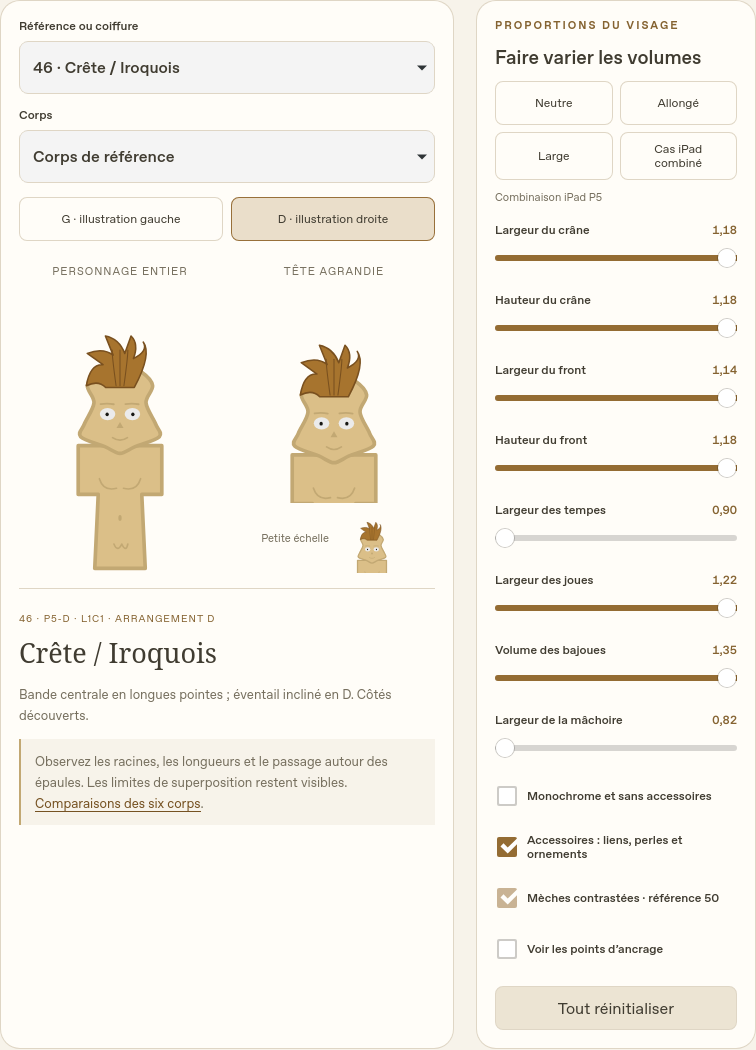 Référence ou coiffure
46 · Crête / Iroquois
Corps
Corps de référence
G · illustration gauche
D · illustration droite
PERSONNAGE ENTIER
TÊTE AGRANDIE
Petite échelle
46 · P5-D · L1C1 · ARRANGEMENT D
Crête / Iroquois
Bande centrale en longues pointes ; éventail incliné en D. Côtés
découverts.
Observez les racines, les longueurs et le passage autour des
épaules. Les limites de superposition restent visibles.
Comparaisons des six corps.
PROPORTIONS DU VISAGE
Faire varier les volumes
Neutre
Allongé
Large
Cas iPad
combiné
Combinaison iPad P5
Largeur du crâne 1,18
Hauteur du crâne 1,18
Largeur du front 1,14
Hauteur du front 1,18
Largeur des tempes 0,90
Largeur des joues 1,22
Volume des bajoues 1,35
Largeur de la mâchoire 0,82
Monochrome et sans accessoires
Accessoires : liens, perles et
ornements
Mèches contrastées · référence 50
Voir les points d’ancrage
Tout réinitialiser